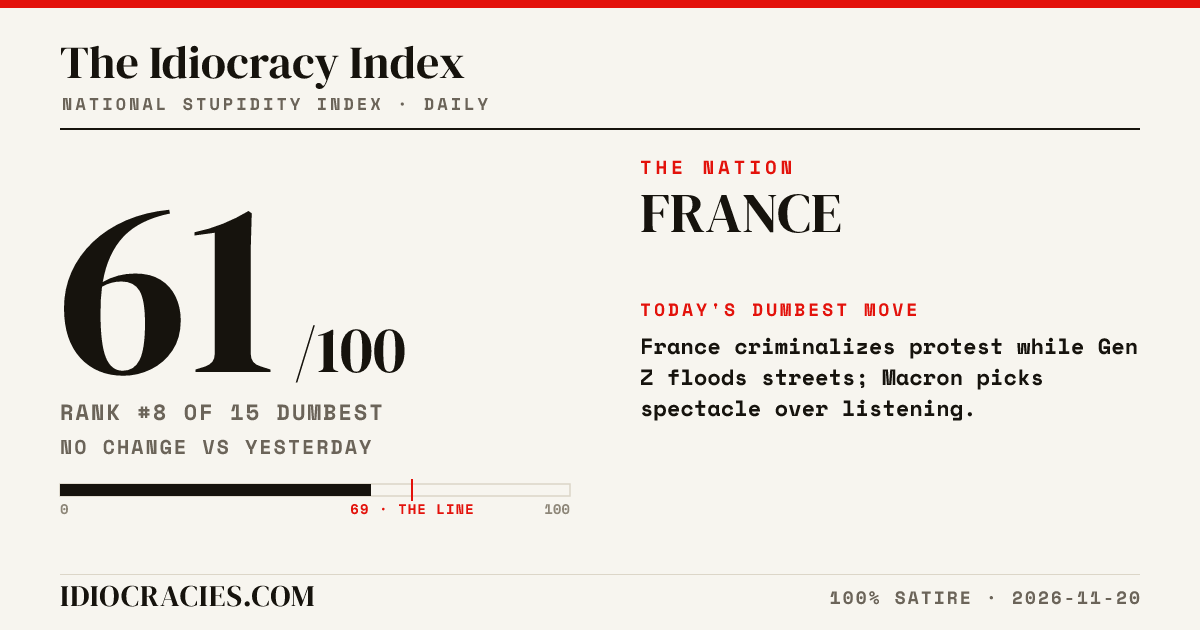 The Idiocracy Index
NATIONAL STUPIDITY INDEX · DAILY
61 /100
RANK #8 OF 15 DUMBEST
NO CHANGE VS YESTERDAY
0
69 · THE LINE
100
THE NATION
FRANCE
TODAY'S DUMBEST MOVE
France criminalizes protest while Gen
Z floods streets; Macron picks
spectacle over listening.
IDIOCRACIES.COM
100% SATIRE · 2026-11-20